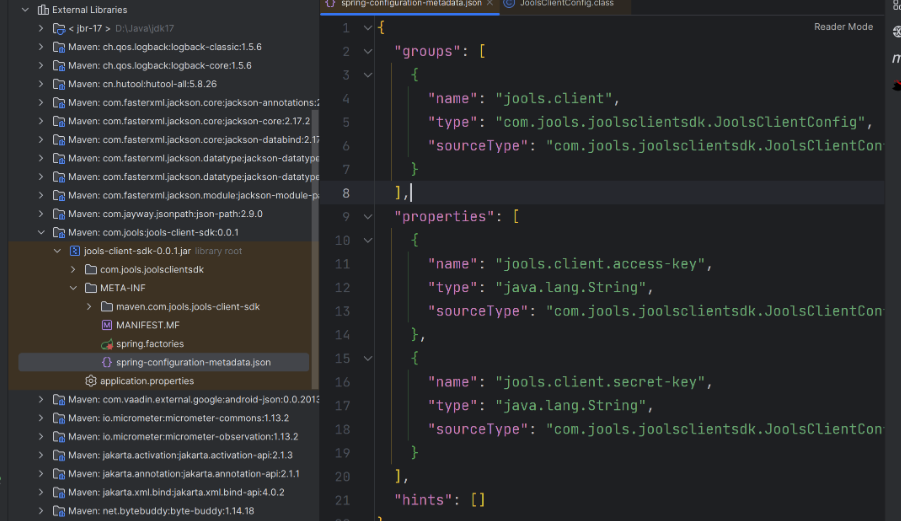 External Libraries
< jbr-17 > D:\Java\jdk17
Maven: ch.qos.logback:logback-classic:1.5.6
Maven: ch.qos.logback:logback-core:1.5.6
Maven: cn.hutool:hutool-all:5.8.26
Maven: com.fasterxml.jackson.core:jackson-annotations:2
Maven: com.fasterxml.jackson.core:jackson-core:2.17.2
Maven: com.fasterxml.jackson.core:jackson-databind:2.17
Maven: com.fasterxml.jackson.datatype:jackson-datatype
Maven: com.fasterxml.jackson.datatype:jackson-datatype
Maven: com.fasterxml.jackson.module:jackson-module-p
Maven: com.jayway.jsonpath:json-path:2.9.0
Maven: com.jools:jools-client-sdk:0.0.1
jools-client-sdk-0.0.1.jar library root
com.jools.joolsclientsdk
META-INF
maven.com.jools.jools-client-sdk
MANIFEST.MF
spring.factories
spring-configuration-metadata.json
application.properties
Maven: com.vaadin.external.google:android-json:0.0.2013
Maven: io.micrometer:micrometer-commons:1.13.2
Maven: io.micrometer:micrometer-observation:1.13.2
Maven: jakarta.activation:jakarta.activation-api:2.1.3
Maven: jakarta.annotation:jakarta.annotation-api:2.1.1
Maven: jakarta.xml.bind:jakarta.xml.bind-api:4.0.2
Maven: net.bytebuddy:byte-buddy:1.14.18
spring-configuration-metadata.json
JoolsClientConfig.class
Reader Mode
1 {
2 "groups": [
3 {
4 "name": "jools.client",
5 "type": "com.jools.joolsclientsdk.JoolsClientConfig",
6 "sourceType": "com.jools.joolsclientsdk.JoolsClientCon
7 }
8 ],
9 "properties": [
10 {
11 "name": "jools.client.access-key",
12 "type": "java.lang.String",
13 "sourceType": "com.jools.joolsclientsdk.JoolsClientCon
14 },
15 {
16 "name": "jools.client.secret-key",
17 "type": "java.lang.String",
18 "sourceType": "com.jools.joolsclientsdk.JoolsClientCon
19 }
20 ],
21 "hints": []